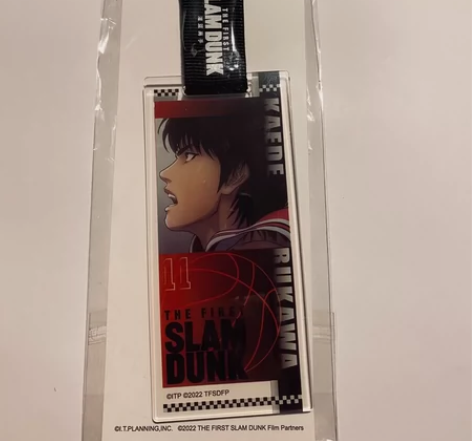 THE FIRST
SLAM DUNK
KAEDE
RUKAWA
11
THE FIRST
SLAM
DUNK
©ITP ©2022 TFSDFP
©I.T.PLANNING,INC. ©2022 THE FIRST SLAM DUNK Film Partners